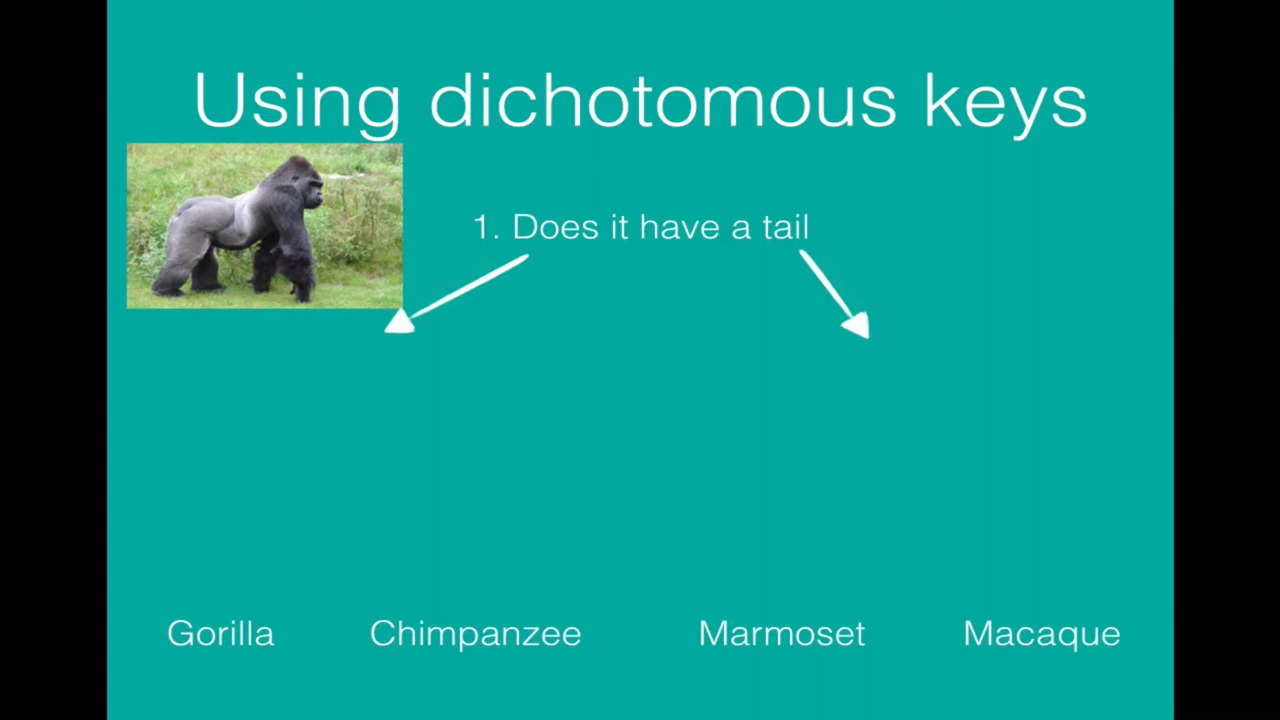 Using dichotomous keys
1. Does it have a tail
Gorilla Chimpanzee Marmoset Macaque